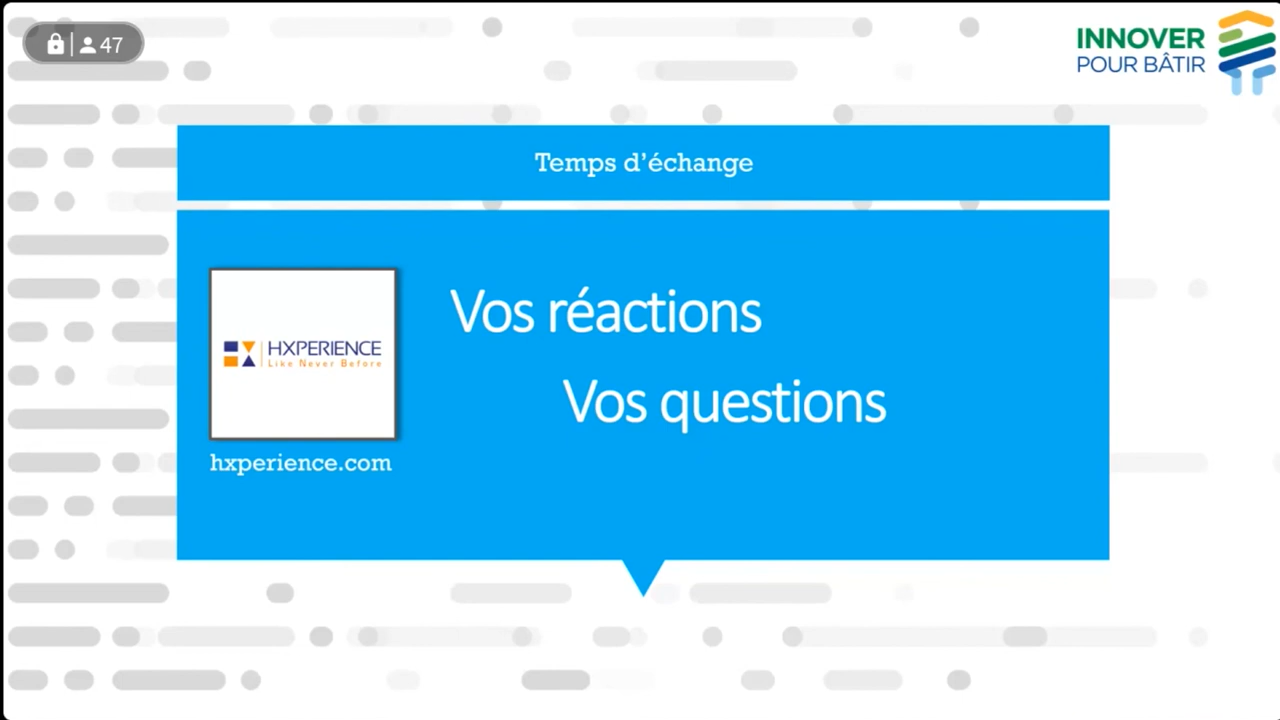 47
INNOVER
POUR BÂTIR
Temps d'échange
Vos réactions
Vos questions
HXPERIENCE
Like Never Before
hxperience.com